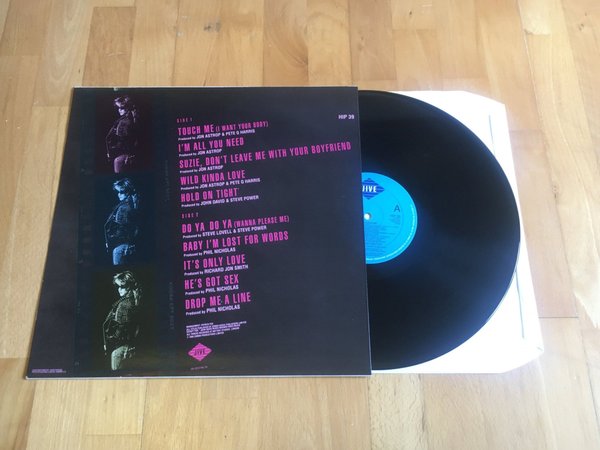 SIDE 1
HIP 39
TOUCH ME (I WANT YOUR BODY)
Produced by JON ASTROP & PETE Q HARRIS
I'M ALL YOU NEED
Produced by JON ASTROP
SUZIE, DON'T LEAVE ME WITH YOUR BOYFRIEND
Produced by JON ASTROP
WILD KINDA LOVE
Produced by JON ASTROP & PETE Q HARRIS
HOLD ON TIGHT
Produced by JOHN DAVID & STEVE POWER
SIDE 2
DO YA DO YA (WANNA PLEASE ME)
Produced by STEVE LOVELL & STEVE POWER
BABY I'M LOST FOR WORDS
Produced by PHIL NICHOLAS
IT'S ONLY LOVE
Produced by RICHARD JON SMITH
HE'S GOT SEX
Produced by PHIL NICHOLAS
DROP ME A LINE
Produced by PHIL NICHOLAS
JIVE
JIVE
A